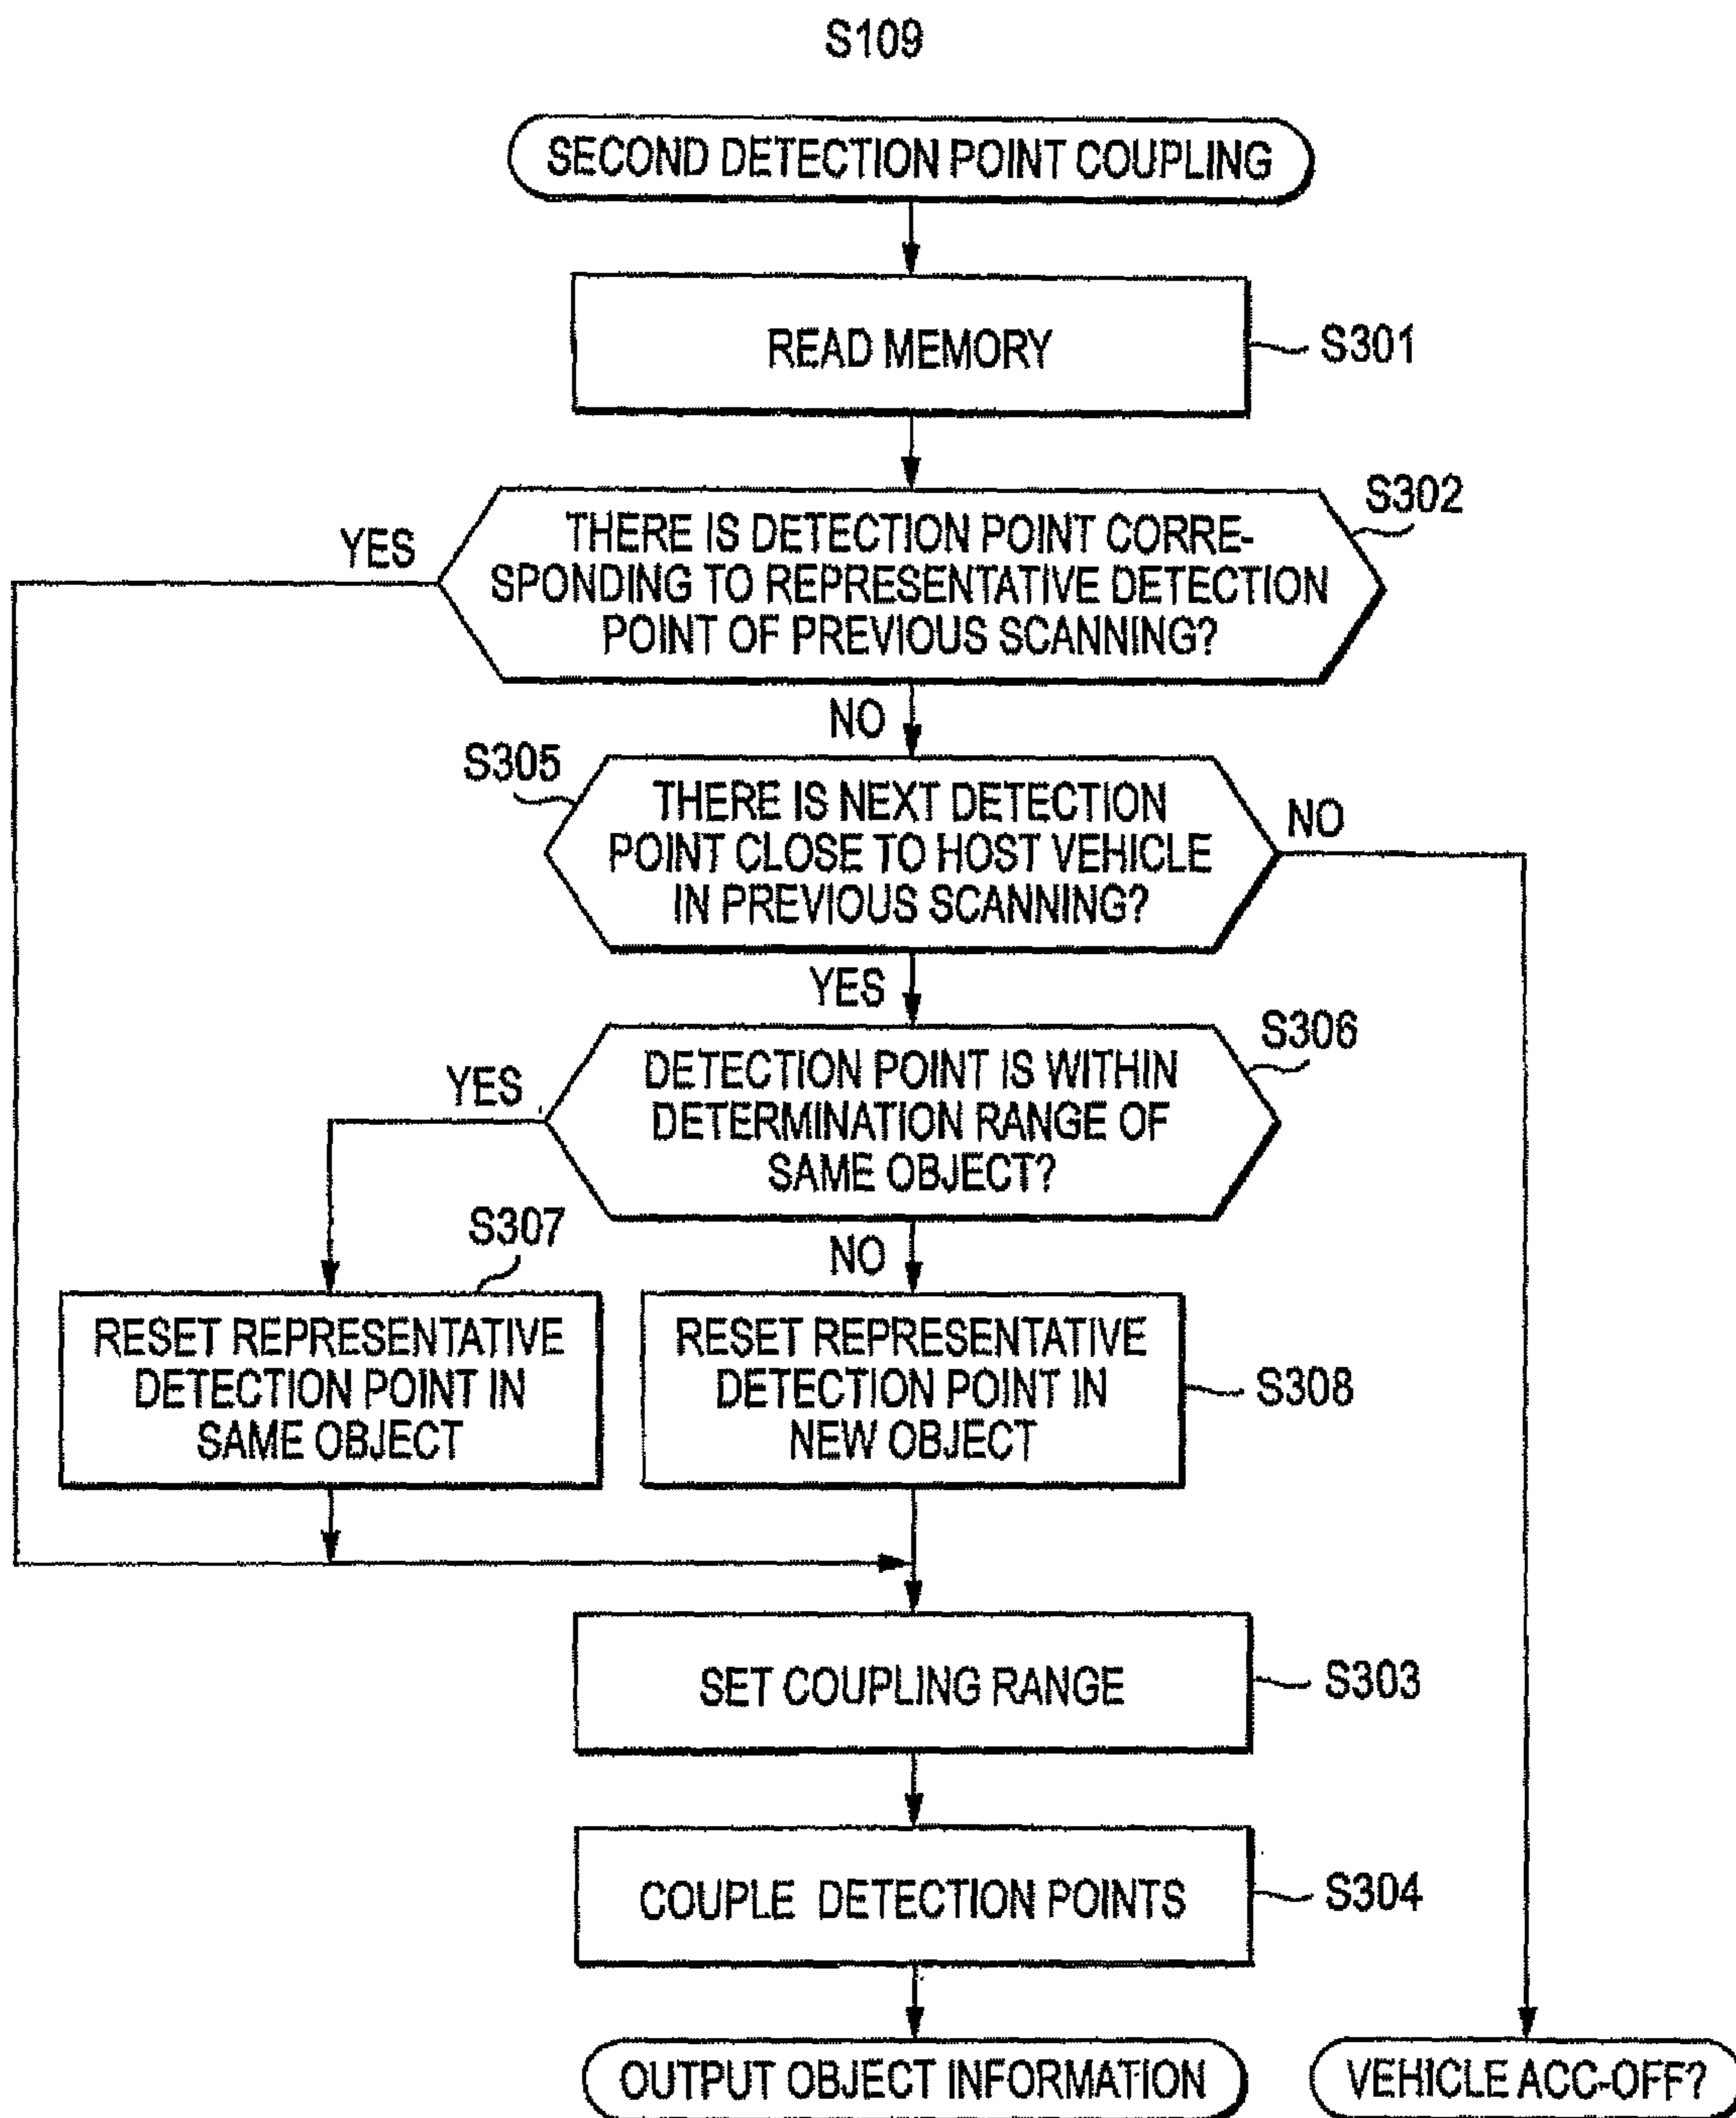 S109
SECOND DETECTION POINT COUPLING
READ MEMORY
S301
S302
YES
THERE IS DETECTION POINT CORRE-
SPONDING TO REPRESENTATIVE DETECTION
POINT OF PREVIOUS SCANNING?
NO
S305
THERE IS NEXT DETECTION
POINT CLOSE TO HOST VEHICLE
IN PREVIOUS SCANNING?
NO
YES
S306
YES
DETECTION POINT IS WITHIN
DETERMINATION RANGE OF
SAME OBJECT?
S307
NO
RESET REPRESENTATIVE
DETECTION POINT IN
SAME OBJECT
RESET REPRESENTATIVE
DETECTION POINT IN
NEW OBJECT
S308
SET COUPLING RANGE
S303
COUPLE DETECTION POINTS
S304
OUTPUT OBJECT INFORMATION
VEHICLE ACC-OFF?